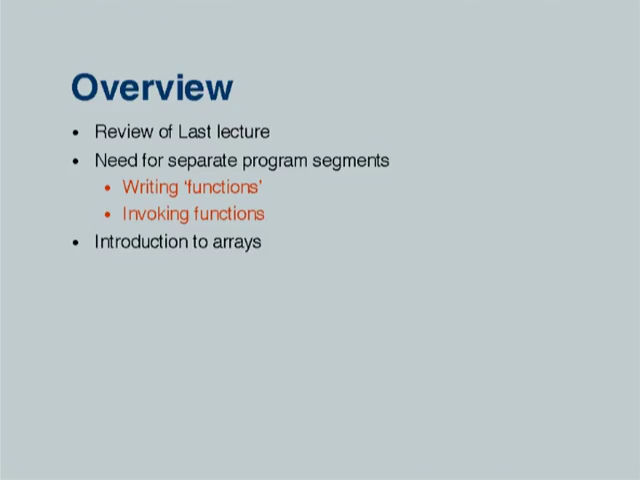 Overview
• Review of Last lecture
• Need for separate program segments
• Writing 'functions'
• Invoking functions
• Introduction to arrays